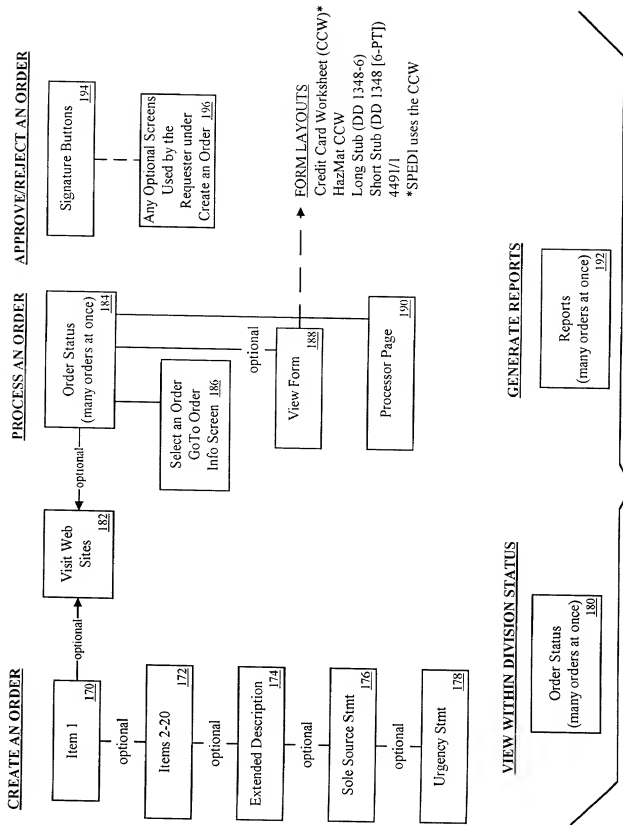 CREATE AN ORDER
Item 1
170
optional
Items 2-20
172
optional
Extended Description
174
optional
Sole Source Stmt
176
optional
Urgency Stmt
178
optional
Visit Web
Sites
182
optional
PROCESS AN ORDER
Order Status
184
(many orders at once)
Select an Order
GoTo Order
Info Screen 186
optional
View Form
188
Processor Page
190
APPROVE/REJECT AN ORDER
Signature Buttons
194
Any Optional Screens
Used by the
Requester under
Create an Order 196
FORM LAYOUTS
Credit Card Worksheet (CCW)*
HazMat CCW
Long Stub (DD 1348-6)
Short Stub (DD 1348 [6-PT])
4491/1
*SPEDI uses the CCW
VIEW WITHIN DIVISION STATUS
Order Status
180
(many orders at once)
GENERATE REPORTS
Reports
192
(many orders at once)